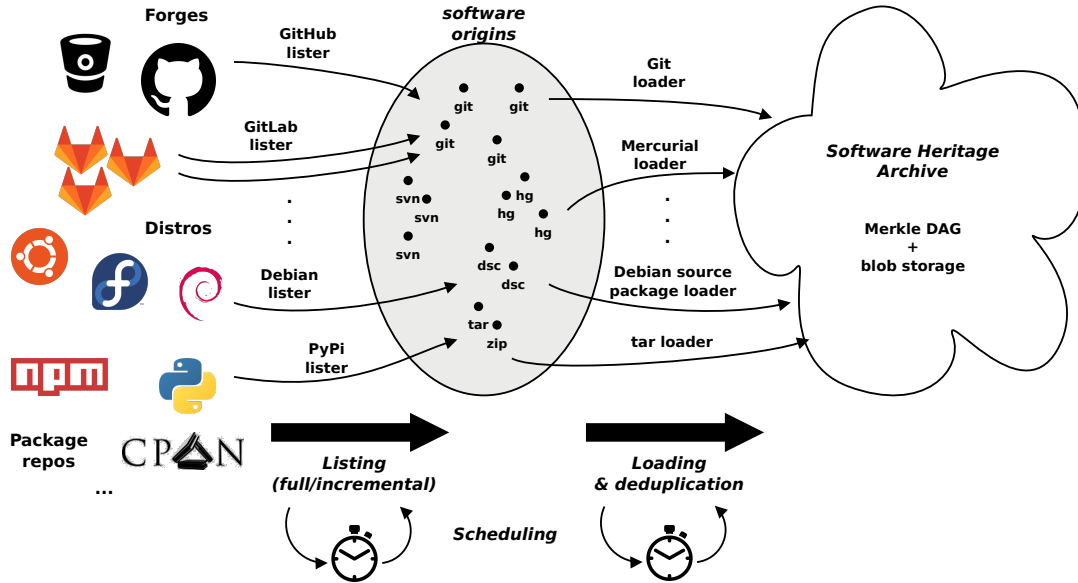 Forges
GitHub
lister
software
origins
Git
loader
git
git
GitLab
lister
git
git
Mercurial
loader
Software Heritage
Archive
svn
svn
hg
hg
hg
.
.
.
.
.
.
Distros
svn
Merkle DAG
+
blob storage
dsc
dsc
Debian
lister
Debian source
package loader
tar
zip
PyPi
lister
tar loader
npm
Package
repos
...
CPAN
Listing
(full/incremental)
Loading
& deduplication
Scheduling